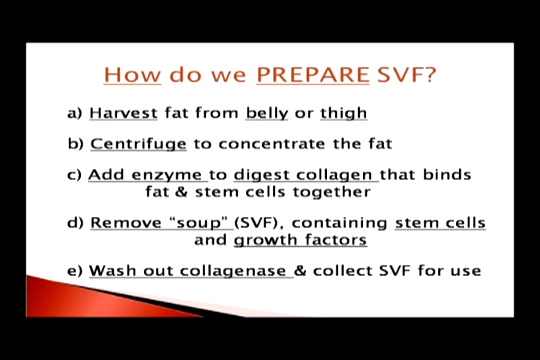 How do we PREPARE SVF?
a) Harvest fat from belly or thigh
b) Centrifuge to concentrate the fat
c) Add enzyme to digest collagen that binds
fat & stem cells together
d) Remove “soup” (SVF), containing stem cells
and growth factors
e) Wash out collagenase & collect SVF for use